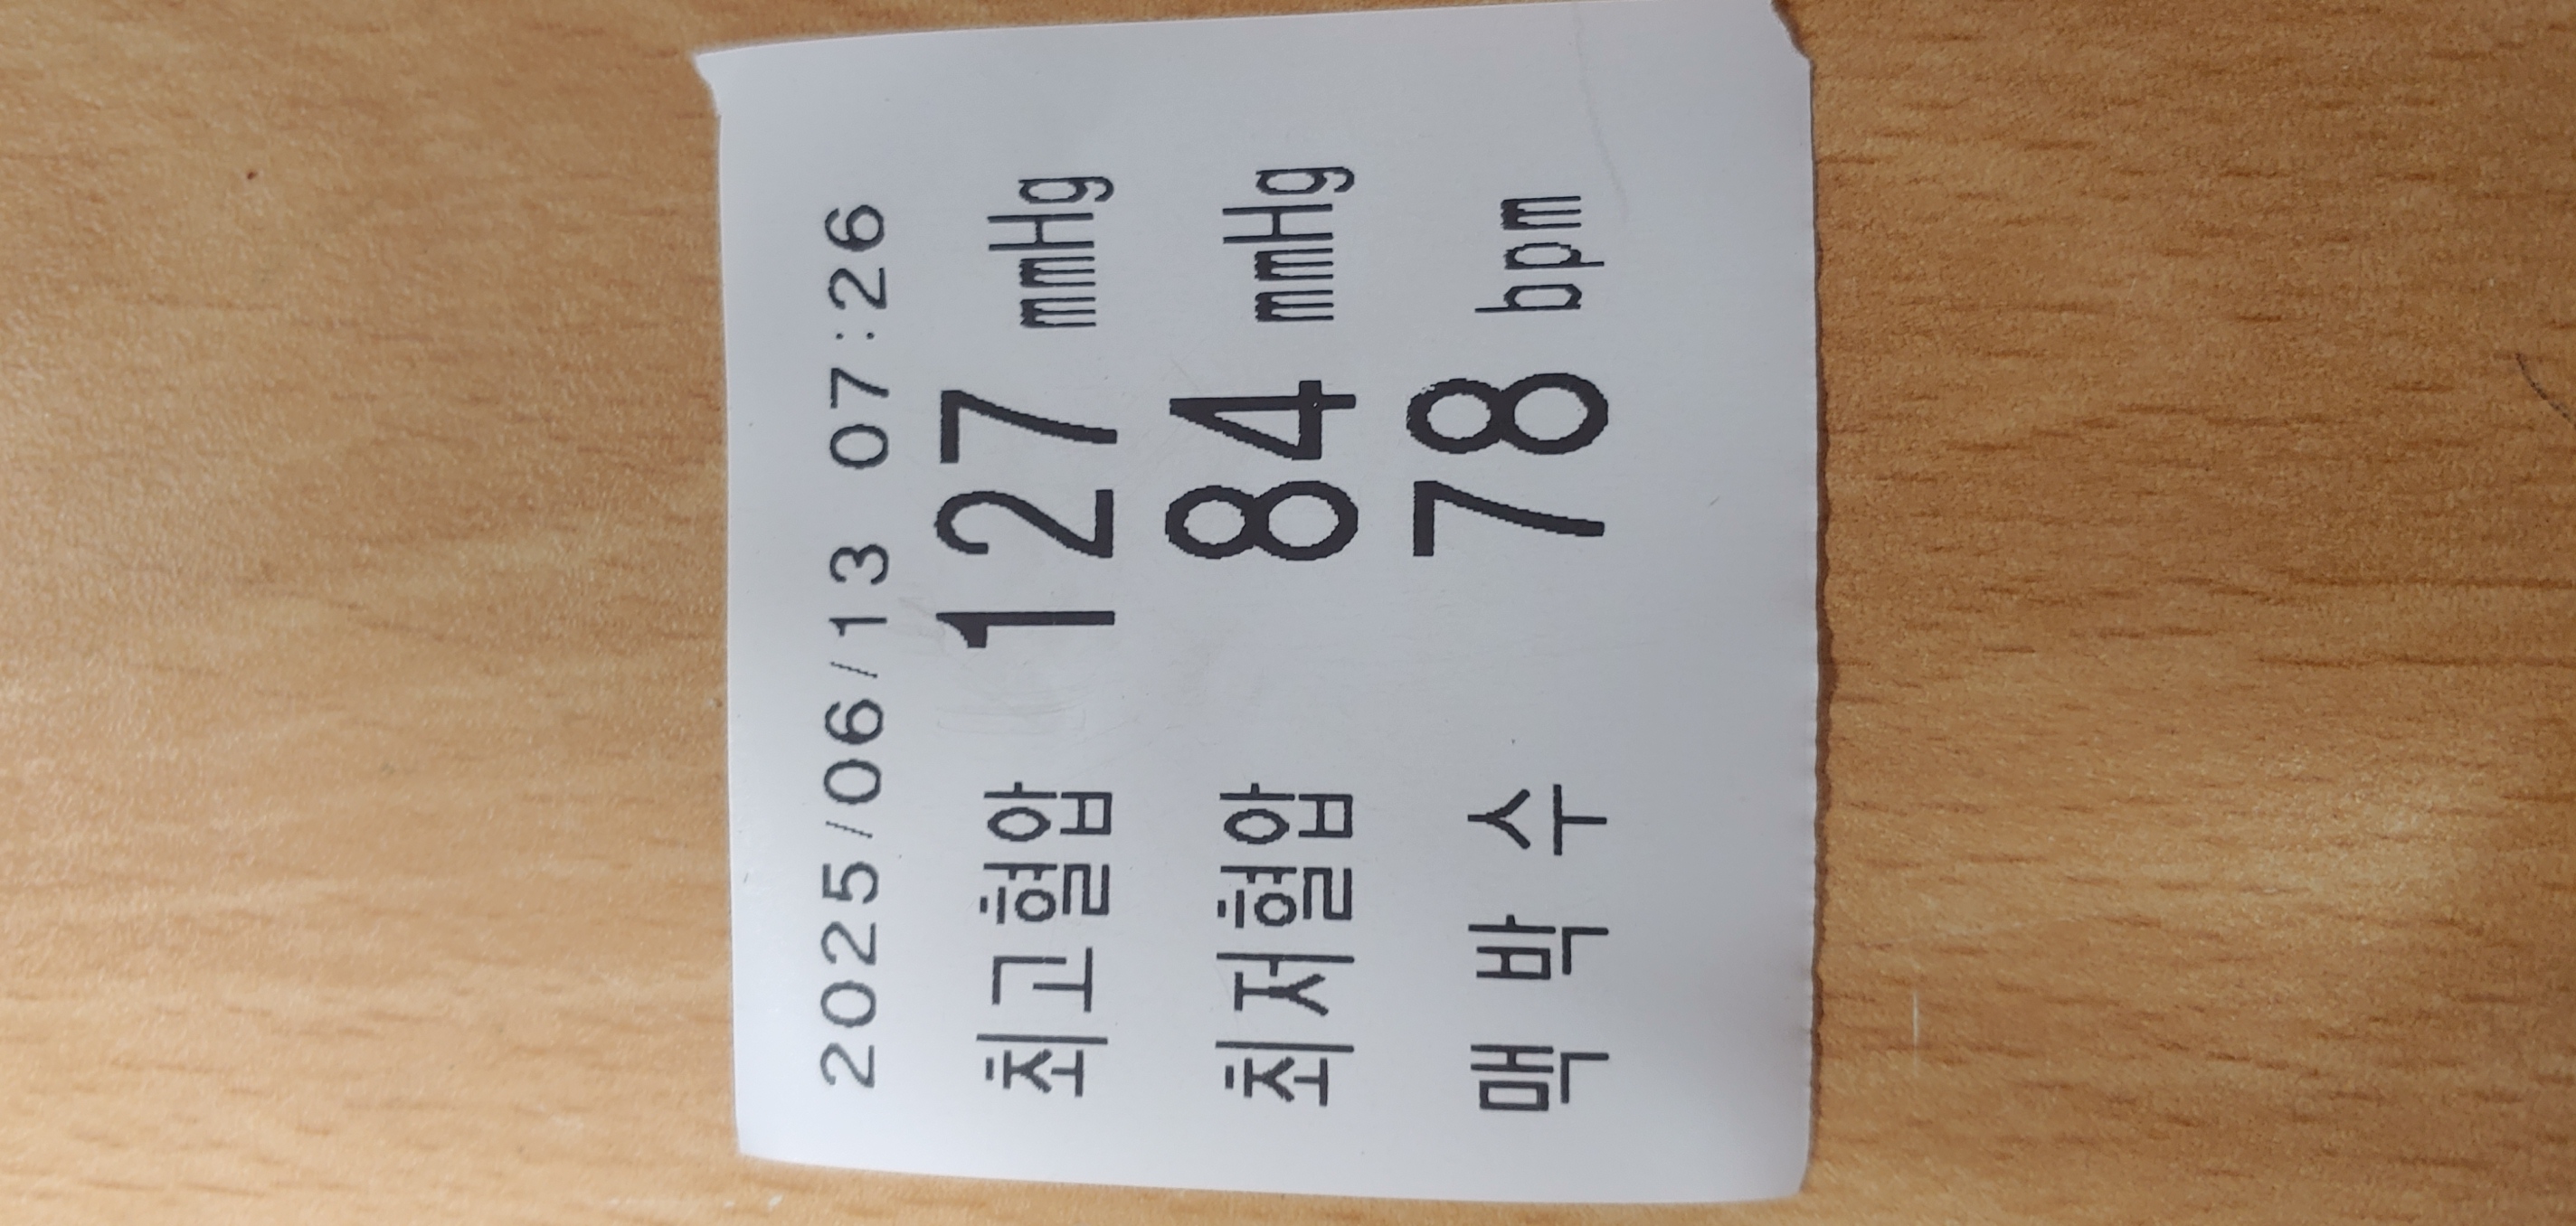 2025/06/13 07:26
최고혈압 127 mmHg
최저혈압 84 mmHg
맥 박 수 78 bpm